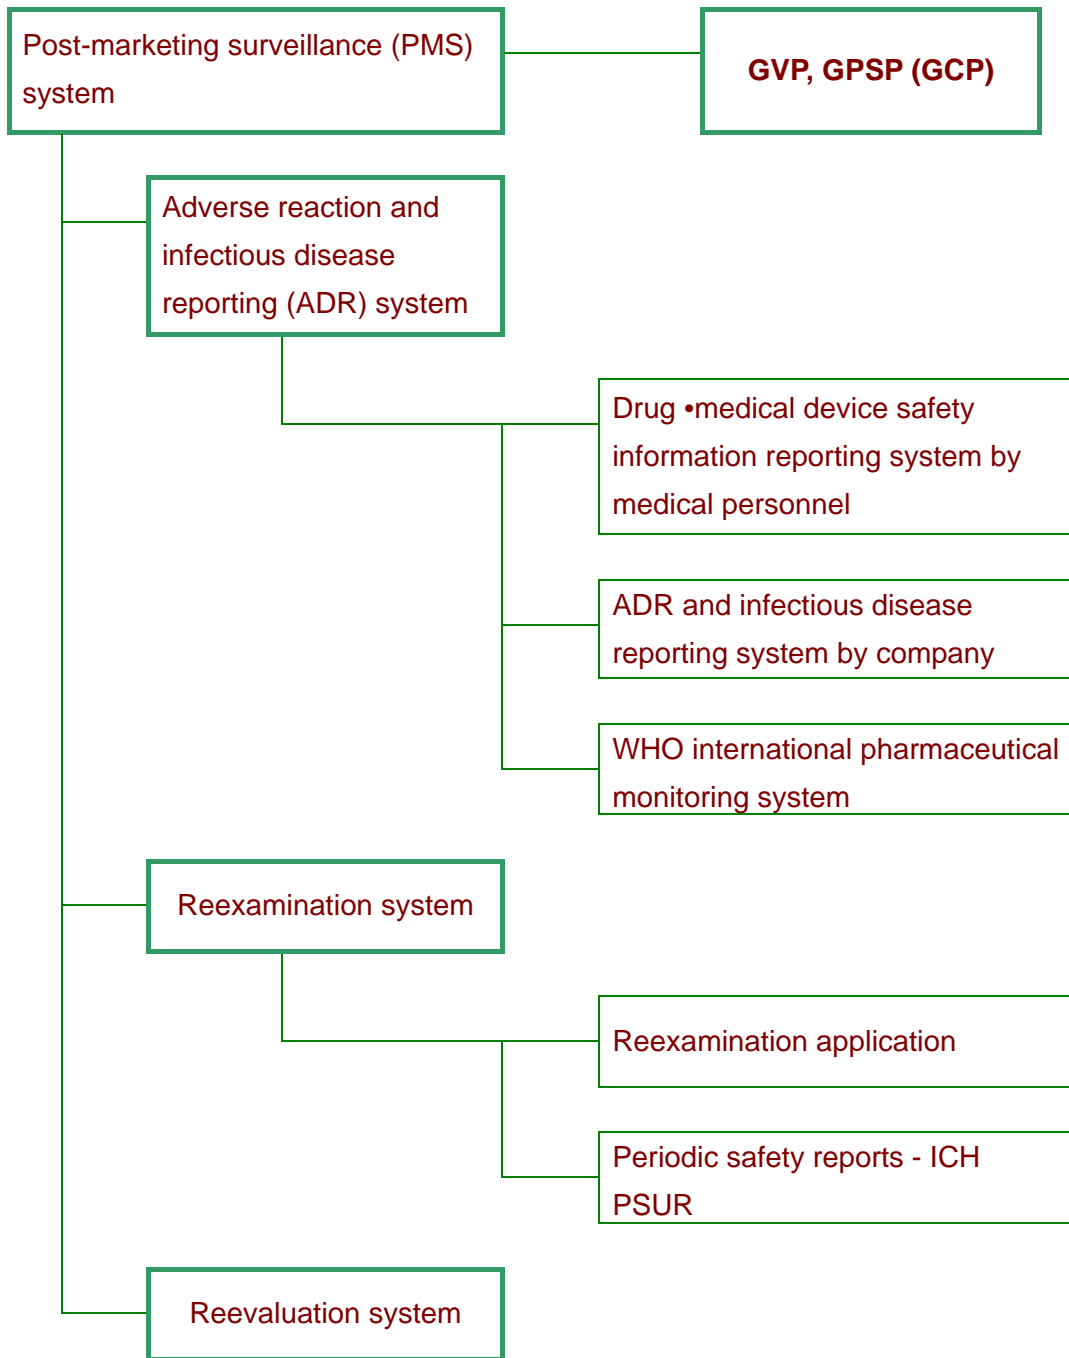 Post-marketing surveillance (PMS)
system
GVP, GPSP (GCP)
Adverse reaction and
infectious disease
reporting (ADR) system
Drug •medical device safety
information reporting system by
medical personnel
ADR and infectious disease
reporting system by company
WHO international pharmaceutical
monitoring system
Reexamination system
Reexamination application
Periodic safety reports - ICH
PSUR
Reevaluation system